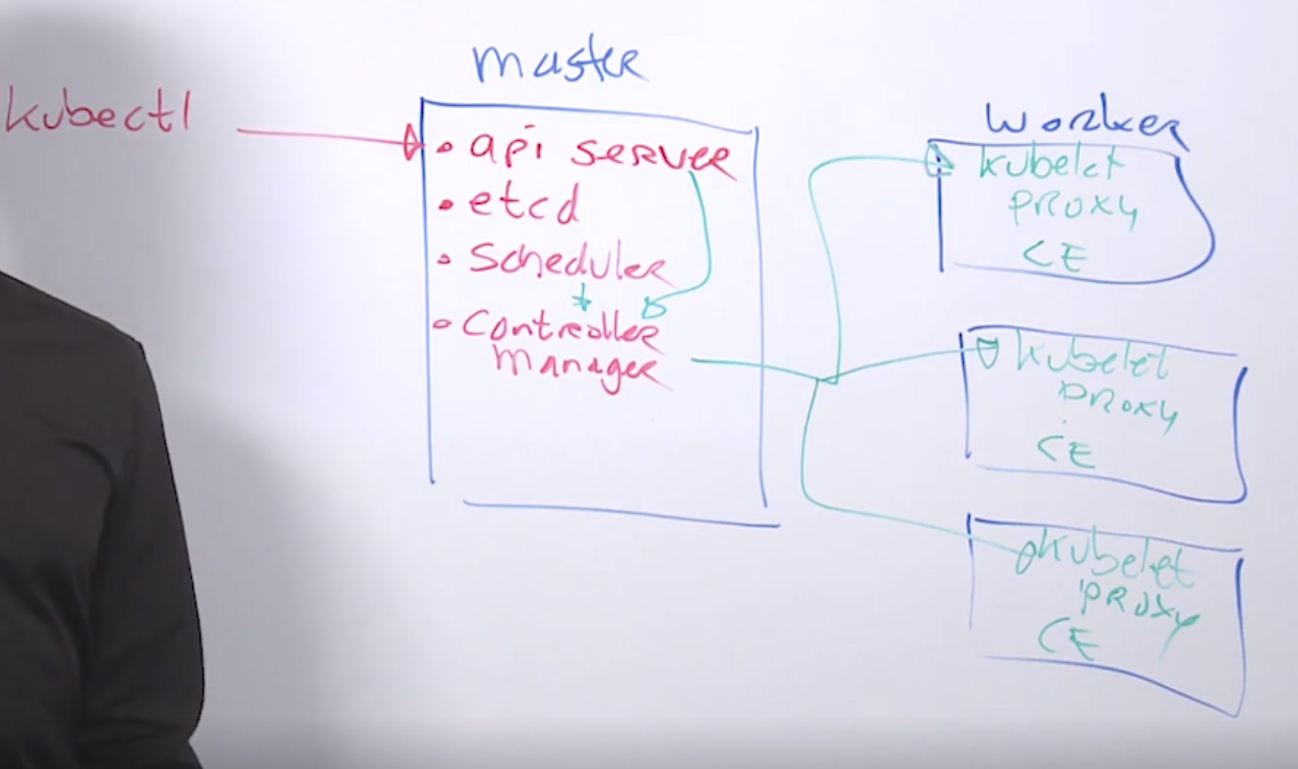 master
kubectl
• api server
• etcd
• Scheduler
• Controller
manager
worker
kubelet
proxy
CE
kubelet
proxy
CE
kubelet
proxy
CE